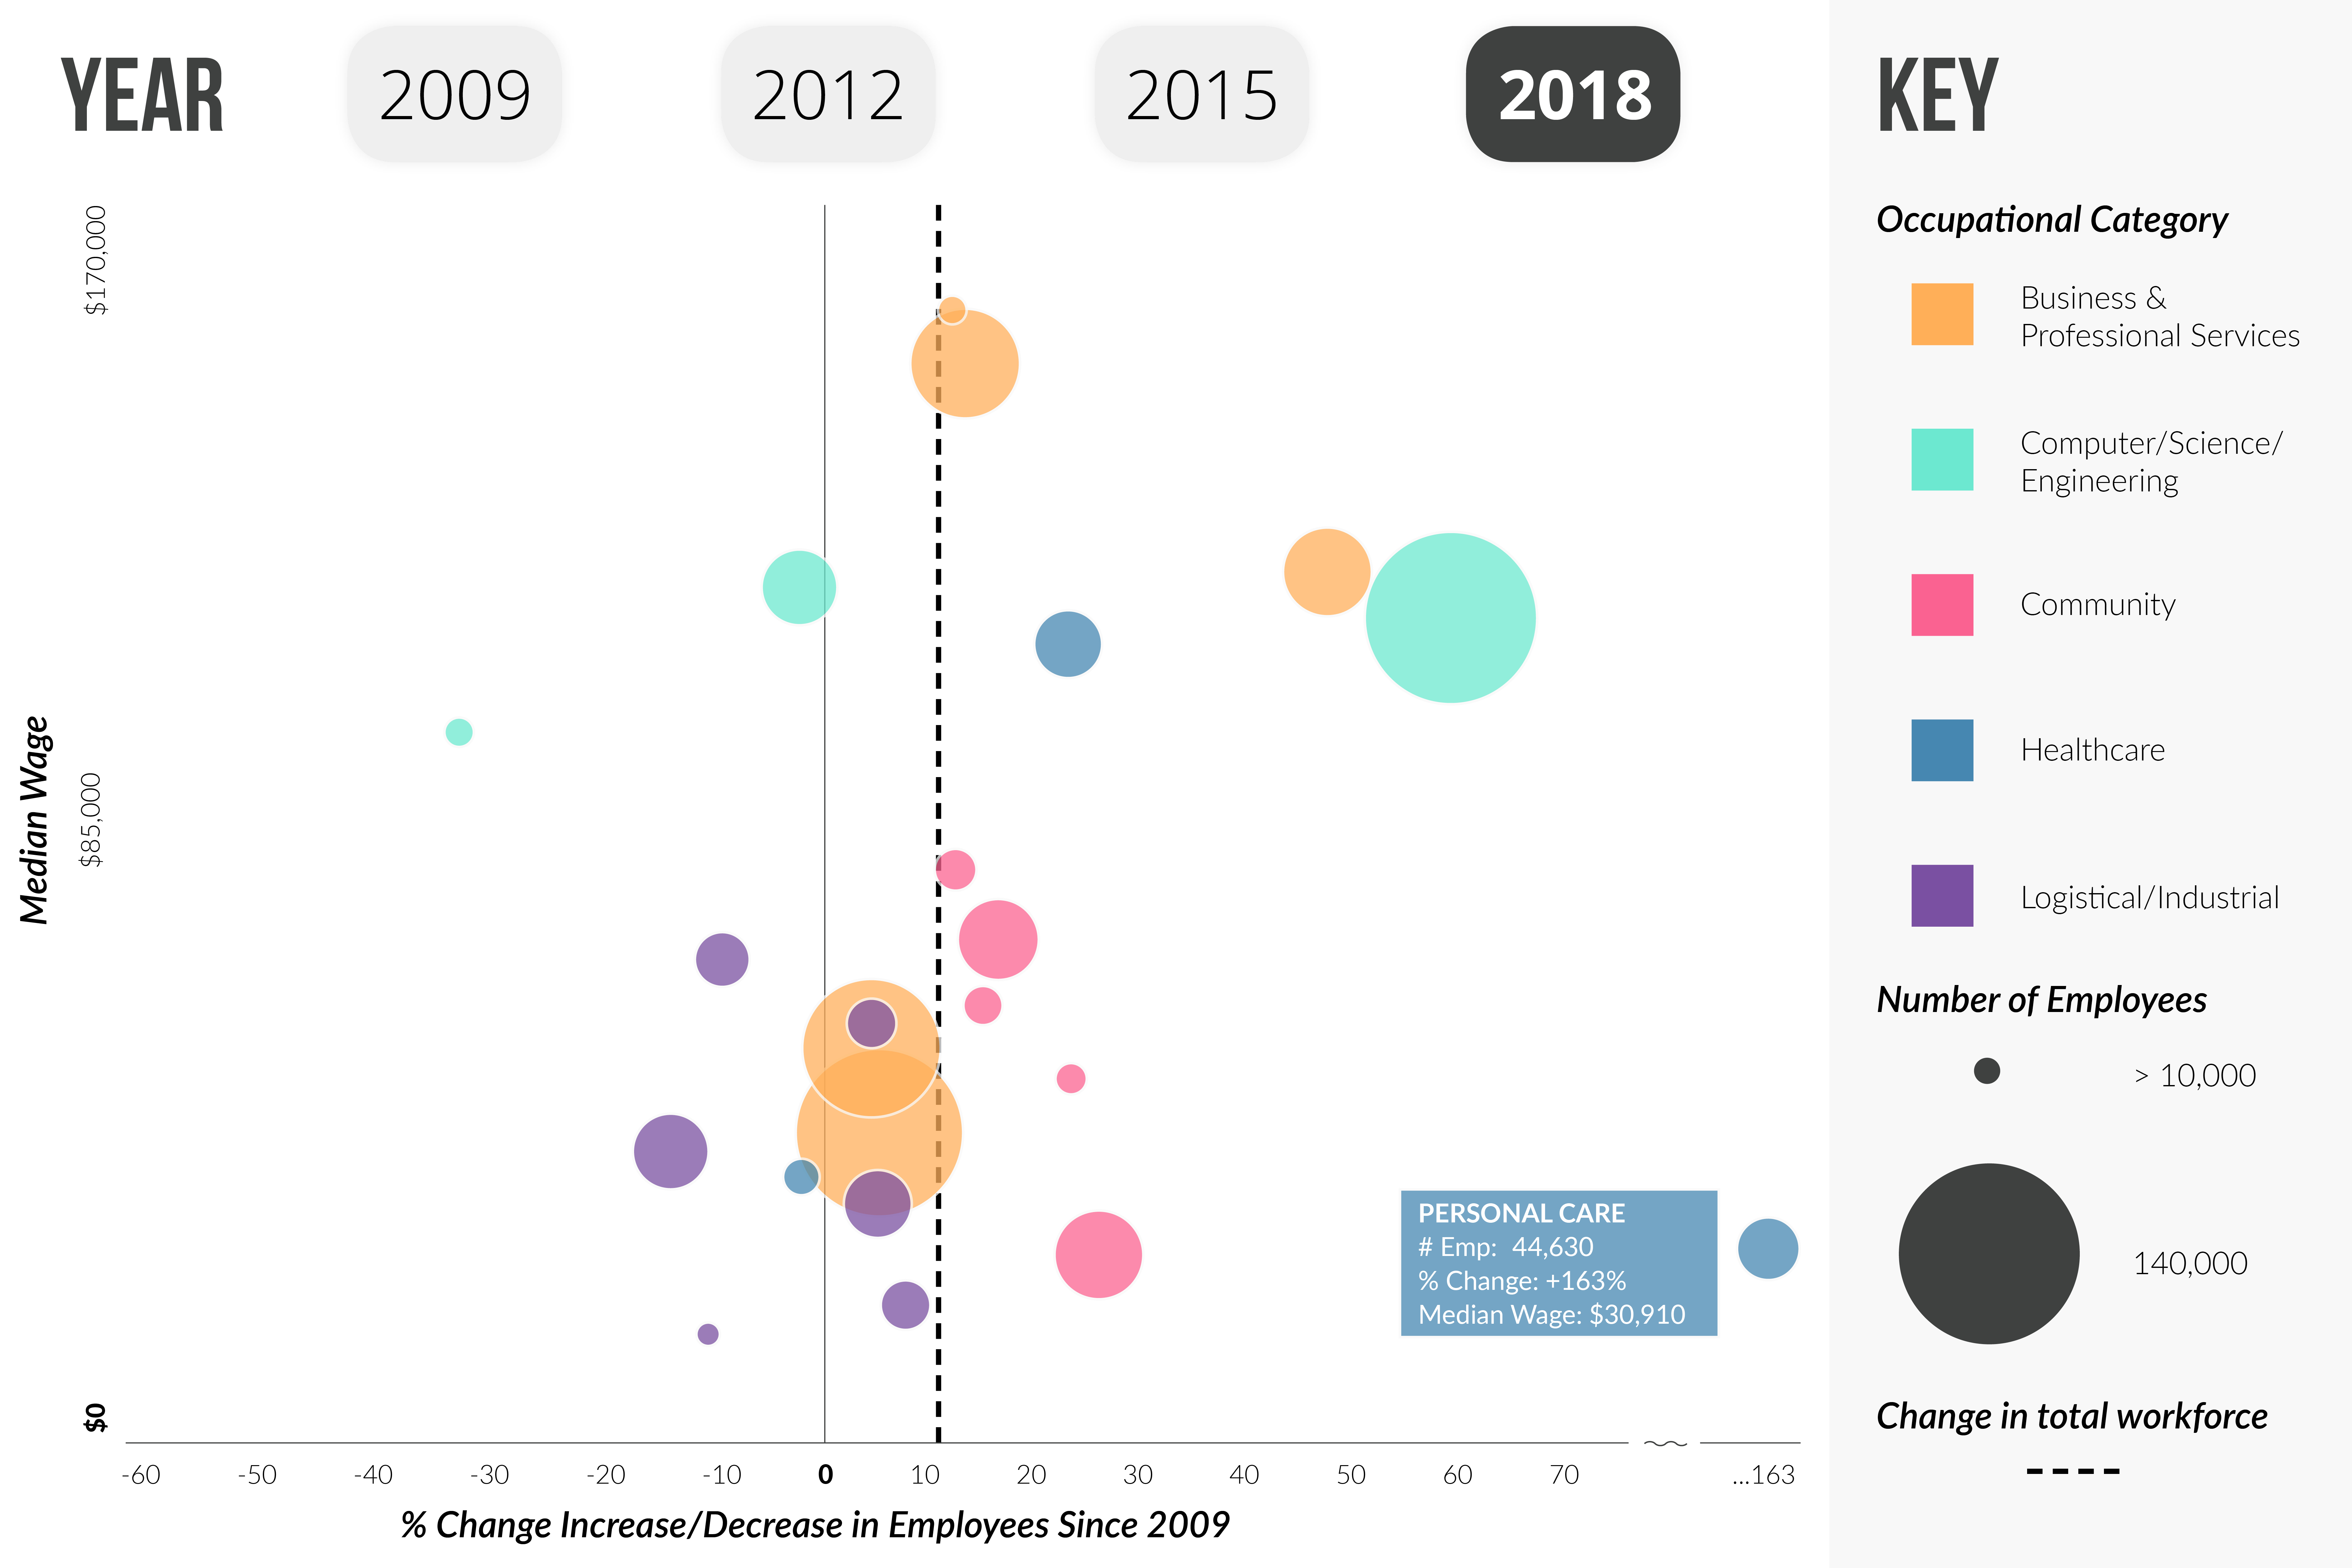 YEAR
2009
2012
2015
2018
$170,000
$85,000
$0
Median Wage
PERSONAL CARE
# Emp: 44,630
% Change: +163%
Median Wage: $30,910
-60 -50 -40 -30 -20 -10 0 10 20 30 40 50 60 70 ...163
% Change Increase/Decrease in Employees Since 2009
KEY
Occupational Category
Business &
Professional Services
Computer/Science/
Engineering
Community
Healthcare
Logistical/Industrial
Number of Employees
> 10,000
140,000
Change in total workforce